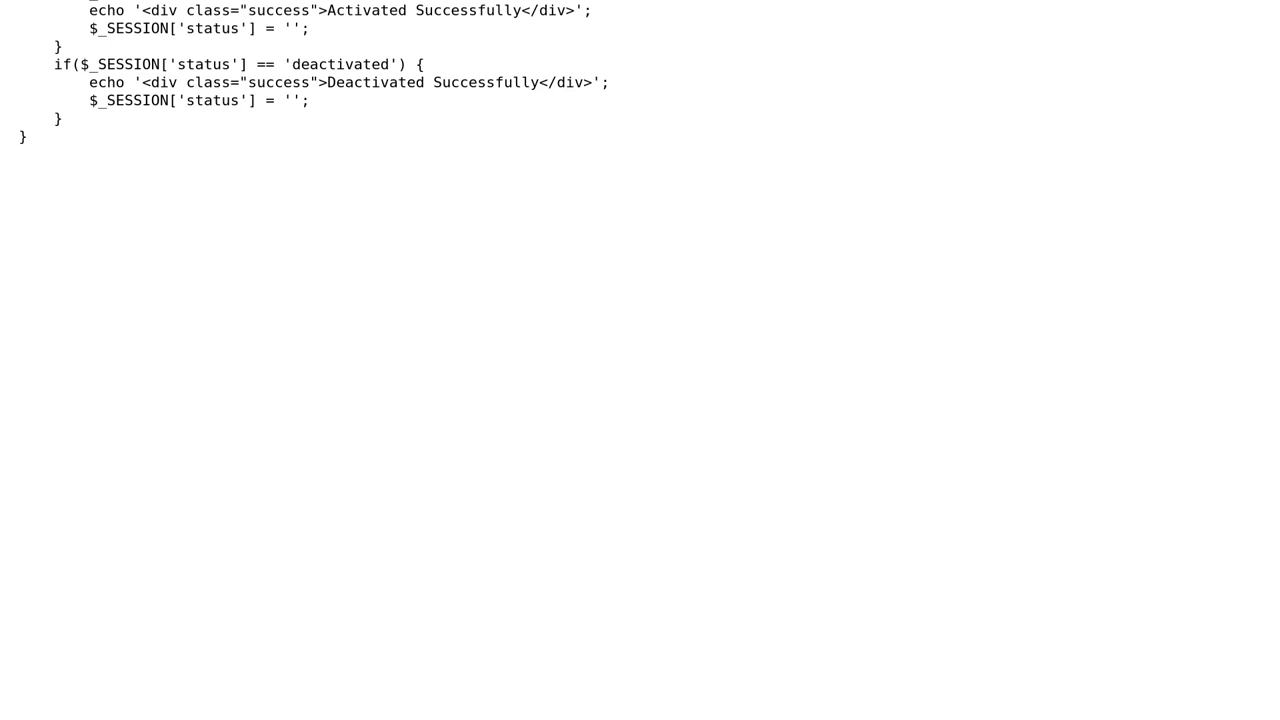 echo '<div class="success">Activated Successfully</div>';
$_SESSION['status'] = '';
}
if($_SESSION['status'] == 'deactivated') {
echo '<div class="success">Deactivated Successfully</div>';
$_SESSION['status'] = '';
}
}